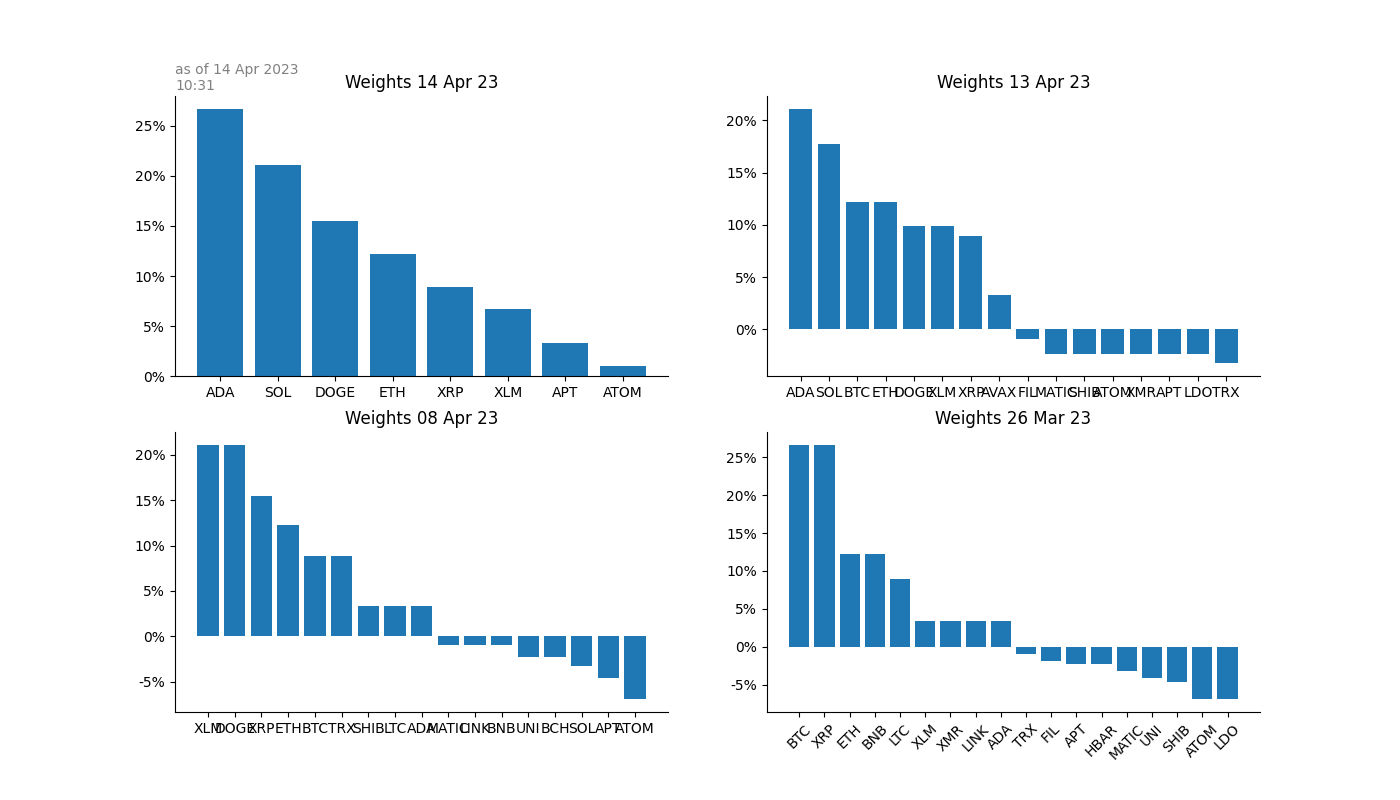 as of 14 Apr 2023
10:31
Weights 14 Apr 23
25%
20%
15%
10%
5%
0%
ADA SOL DOGE ETH XRP XLM APT ATOM
Weights 13 Apr 23
20%
15%
10%
5%
0%
ADA SOL BTC ETH DOGE XLM XRP AVAX FIL MATIC SHIB ATOM XMR APT LDO TRX
Weights 08 Apr 23
20%
15%
10%
5%
0%
-5%
XLM DOGE XRP ETH BTC TRX SHIB LTC ADA MATIC LINK BNB UNI BCH SOL APT ATOM
Weights 26 Mar 23
25%
20%
15%
10%
5%
0%
-5%
BTC XRP ETH BNB LTC XLM XMR LINK ADA TRX FIL APT HBAR MATIC UNI SHIB ATOM LDO